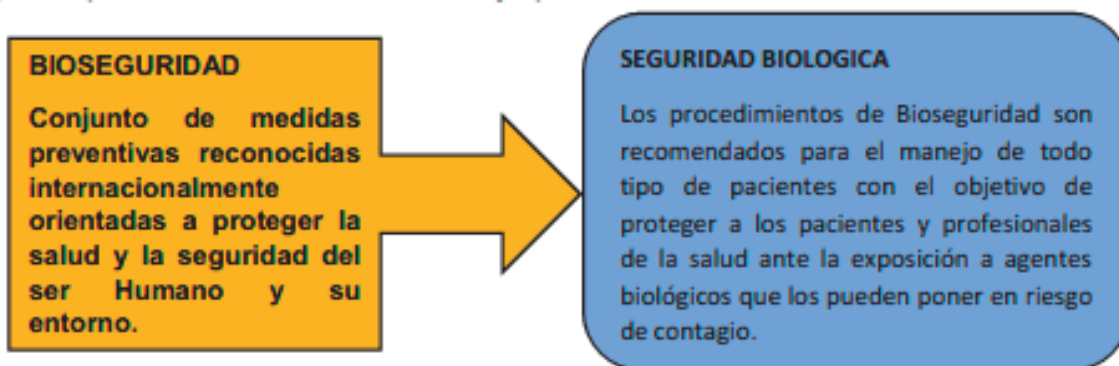 BIOSEGURIDAD
Conjunto de medidas
preventivas reconocidas
internacionalmente
orientadas a proteger la
salud y la seguridad del
ser Humano y su
entorno.
SEGURIDAD BIOLOGICA
Los procedimientos de Bioseguridad son
recomendados para el manejo de todo
tipo de pacientes con el objetivo de
proteger a los pacientes y profesionales
de la salud ante la exposición a agentes
biológicos que los pueden poner en riesgo
de contagio.